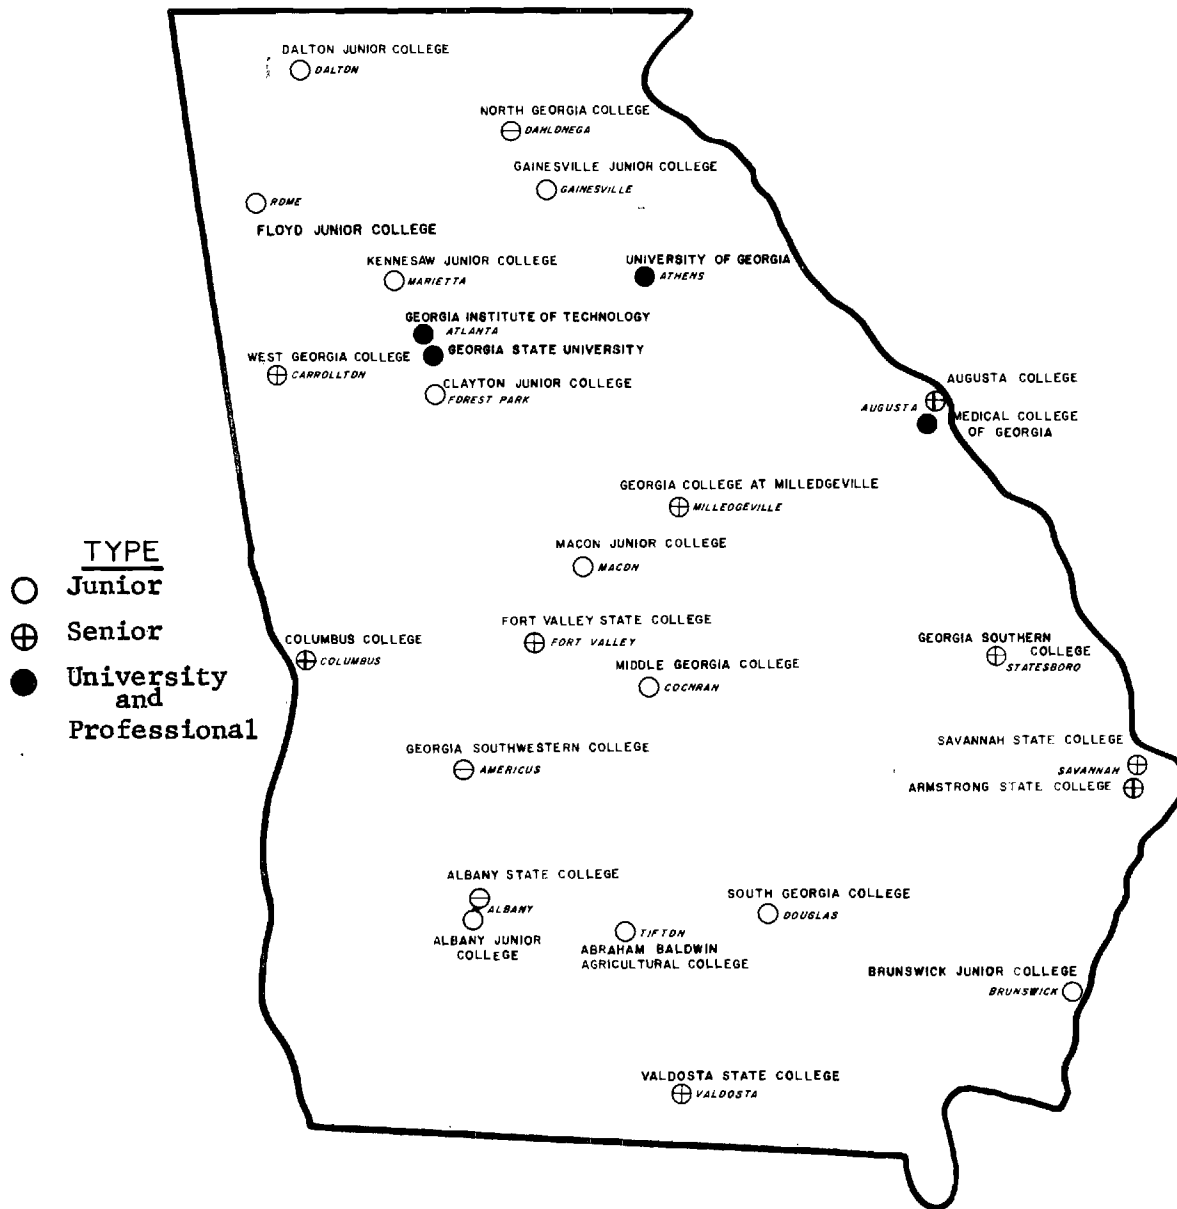 DALTON JUNIOR COLLEGE
DALTON
NORTH GEORGIA COLLEGE
DAHLONEGA
GAINESVILLE JUNIOR COLLEGE
GAINESVILLE
ROME
FLOYD JUNIOR COLLEGE
KENNESAW JUNIOR COLLEGE
MARIETTA
UNIVERSITY OF GEORGIA
ATHENS
GEORGIA INSTITUTE OF TECHNOLOGY
ATLANTA
GEORGIA STATE UNIVERSITY
WEST GEORGIA COLLEGE
CARROLLTON
CLAYTON JUNIOR COLLEGE
FOREST PARK
AUGUSTA COLLEGE
AUGUSTA
MEDICAL COLLEGE
OF GEORGIA
GEORGIA COLLEGE AT MILLEDGEVILLE
MILLEDGEVILLE
MACON JUNIOR COLLEGE
MACON
TYPE
Junior
Senior
University
and
Professional
COLUMBUS COLLEGE
COLUMBUS
FORT VALLEY STATE COLLEGE
FORT VALLEY
MIDDLE GEORGIA COLLEGE
COCHRAN
GEORGIA SOUTHERN
COLLEGE
STATESBORO
GEORGIA SOUTHWESTERN COLLEGE
AMERICUS
SAVANNAH STATE COLLEGE
SAVANNAH
ARMSTRONG STATE COLLEGE
ALBANY STATE COLLEGE
ALBANY
ALBANY JUNIOR
COLLEGE
TIFTON
ABRAHAM BALDWIN
AGRICULTURAL COLLEGE
SOUTH GEORGIA COLLEGE
DOUGLAS
BRUNSWICK JUNIOR COLLEGE
BRUNSWICK
VALDOSTA STATE COLLEGE
VALDOSTA